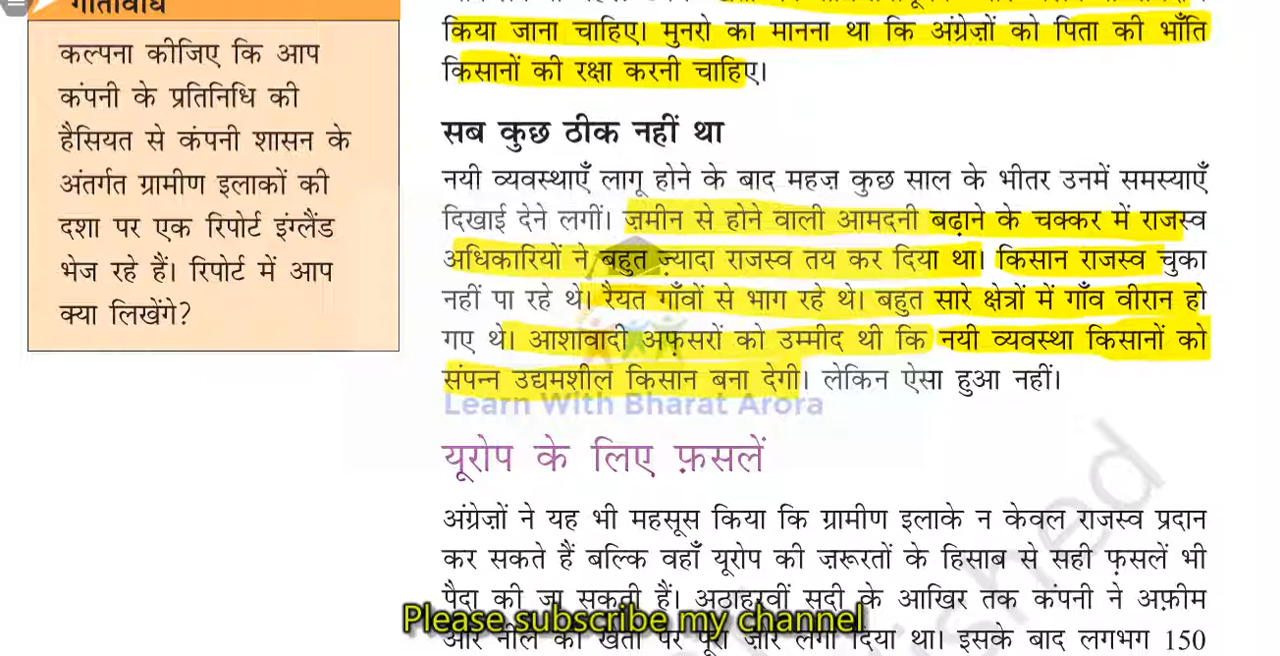 गतिविधि
कल्पना कीजिए कि आप
कंपनी के प्रतिनिधि की
हैसियत से कंपनी शासन के
अंतर्गत ग्रामीण इलाकों की
दशा पर एक रिपोर्ट इंग्लैंड
भेज रहे हैं। रिपोर्ट में आप
क्या लिखेंगे?
किया जाना चाहिए। मुनरो का मानना था कि अंग्रेज़ों को पिता की भाँति
किसानों की रक्षा करनी चाहिए।
सब कुछ ठीक नहीं था
नयी व्यवस्थाएँ लागू होने के बाद महज़ कुछ साल के भीतर उनमें समस्याएँ
दिखाई देने लगीं। ज़मीन से होने वाली आमदनी बढ़ाने के चक्कर में राजस्व
अधिकारियों ने बहुत ज़्यादा राजस्व तय कर दिया था। किसान राजस्व चुका
नहीं पा रहे थे। रैयत गाँवों से भाग रहे थे। बहुत सारे क्षेत्रों में गाँव वीरान हो
गए थे। आशावादी अफ़सरों को उम्मीद थी कि नयी व्यवस्था किसानों को
संपन्न उद्यमशील किसान बना देगी। लेकिन ऐसा हुआ नहीं।
Learn With Bharat Arora
यूरोप के लिए फ़सलें
अंग्रेज़ों ने यह भी महसूस किया कि ग्रामीण इलाके न केवल राजस्व प्रदान
कर सकते हैं बल्कि वहाँ यूरोप की ज़रूरतों के हिसाब से सही फ़सलें भी
पैदा की जा सकती हैं। अठारहवीं सदी के आखिर तक कंपनी ने अफ़ीम
Please subscribe my channel
और नील की खेती पर पूरा ज़ोर लगा दिया था। इसके बाद लगभग 150